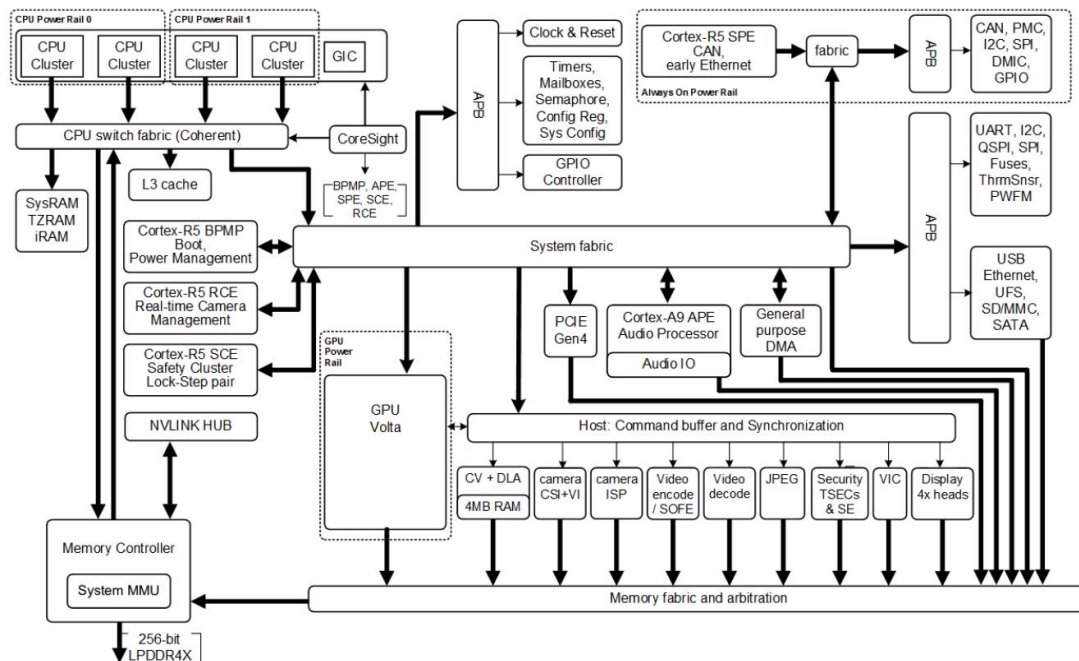 CPU Power Rail 0
CPU Power Rail 1
CPU
Cluster
CPU
Cluster
CPU
Cluster
CPU
Cluster
GIC
CPU switch fabric (Coherent)
CoreSight
L3 cache
SysRAM
TZRAM
iRAM
BPMP, APE,
SPE, SCE,
RCE
APB
Clock & Reset
Timers,
Mailboxes,
Semaphore,
Config Reg,
Sys Config
GPIO
Controller
Cortex-R5 SPE
CAN,
early Ethernet
fabric
APB
CAN, PMC,
I2C, SPI,
DMIC,
GPIO
Always On Power Rail
APB
UART, I2C,
QSPI, SPI,
Fuses,
ThrmSnsr,
PWFM
USB
Ethernet,
UFS,
SD/MMC,
SATA
Cortex-R5 BPMP
Boot,
Power Management
System fabric
Cortex-R5 RCE
Real-time Camera
Management
Cortex-R5 SCE
Safety Cluster
Lock-Step pair
NVLINK HUB
GPU
Power
Rail
GPU
Volta
PCIE
Gen4
Cortex-A9 APE
Audio Processor
Audio IO
General
purpose
DMA
Host: Command buffer and Synchronization
CV + DLA
4MB RAM
camera
CSI+VI
camera
ISP
Video
encode
/ SOFE
Video
decode
JPEG
Security
TSECs
& SE
VIC
Display
4x heads
Memory Controller
System MMU
Memory fabric and arbitration
256-bit
LPDDR4X